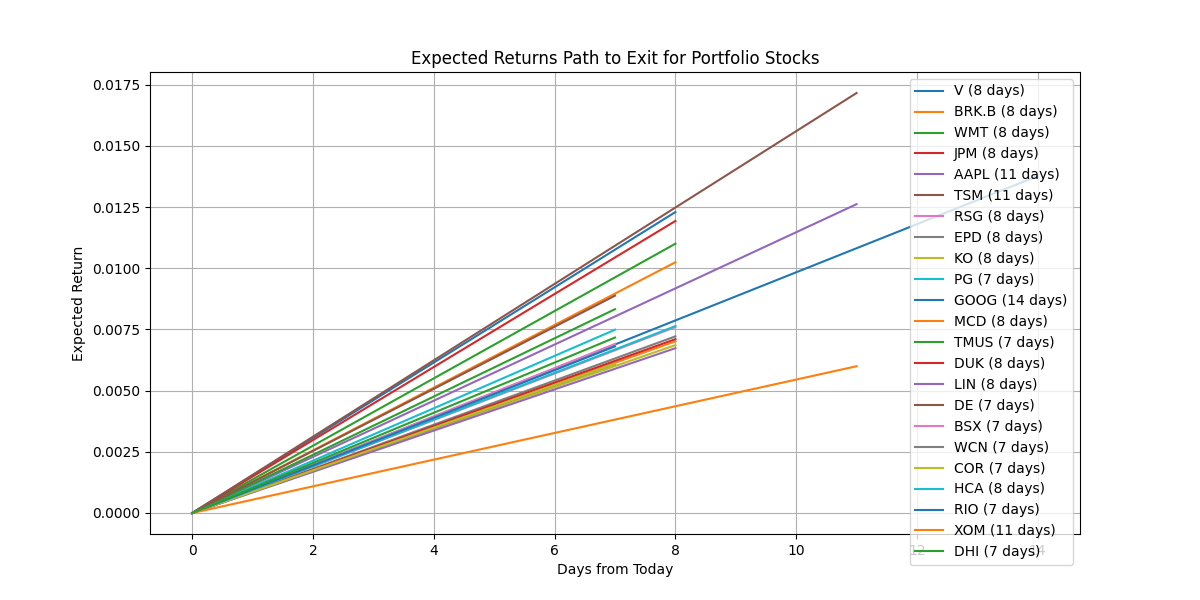 Expected Returns Path to Exit for Portfolio Stocks
Expected Return
0.0175
0.0150
0.0125
0.0100
0.0075
0.0050
0.0025
0.0000
0 2 4 6 8 10 12 14
Days from Today
V (8 days)
BRK.B (8 days)
WMT (8 days)
JPM (8 days)
AAPL (11 days)
TSM (11 days)
RSG (8 days)
EPD (8 days)
KO (8 days)
PG (7 days)
GOOG (14 days)
MCD (8 days)
TMUS (7 days)
DUK (8 days)
LIN (8 days)
DE (7 days)
BSX (7 days)
WCN (7 days)
COR (7 days)
HCA (8 days)
RIO (7 days)
XOM (11 days)
DHI (7 days)